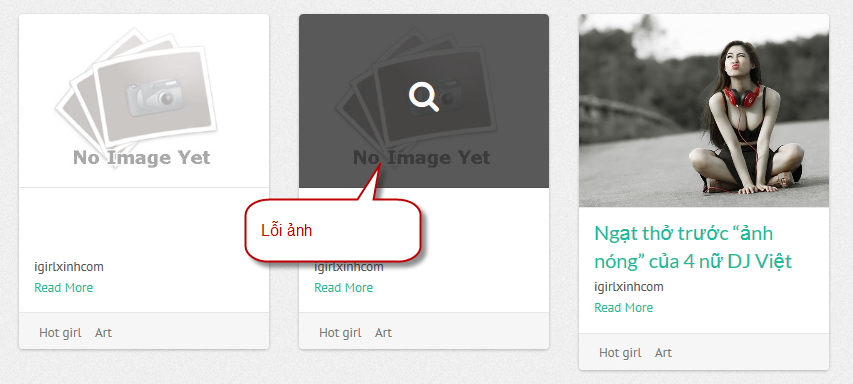 No Image Yet
igirlxinhcom
Read More
Hot girl Art
No Image Yet
Lỗi ảnh
igirlxinhcom
Read More
Hot girl Art
Ngạt thở trước “ảnh
nóng” của 4 nữ DJ Việt
igirlxinhcom
Read More
Hot girl Art